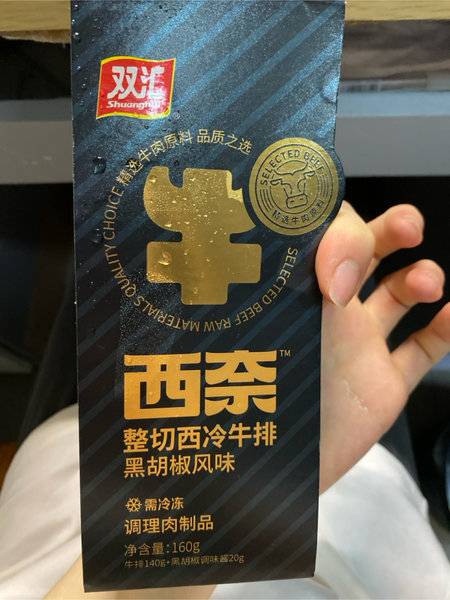 双汇
Shuanghui
精选牛肉原料 品质之选
SELECTED BEEF RAW MATERIALS QUALITY CHOICE
SELECTED BEEF
精选牛肉原料
牛
西奈™
整切西冷牛排
黑胡椒风味
需冷冻
调理肉制品
净含量:160g
牛排140g+黑胡椒调味酱20g